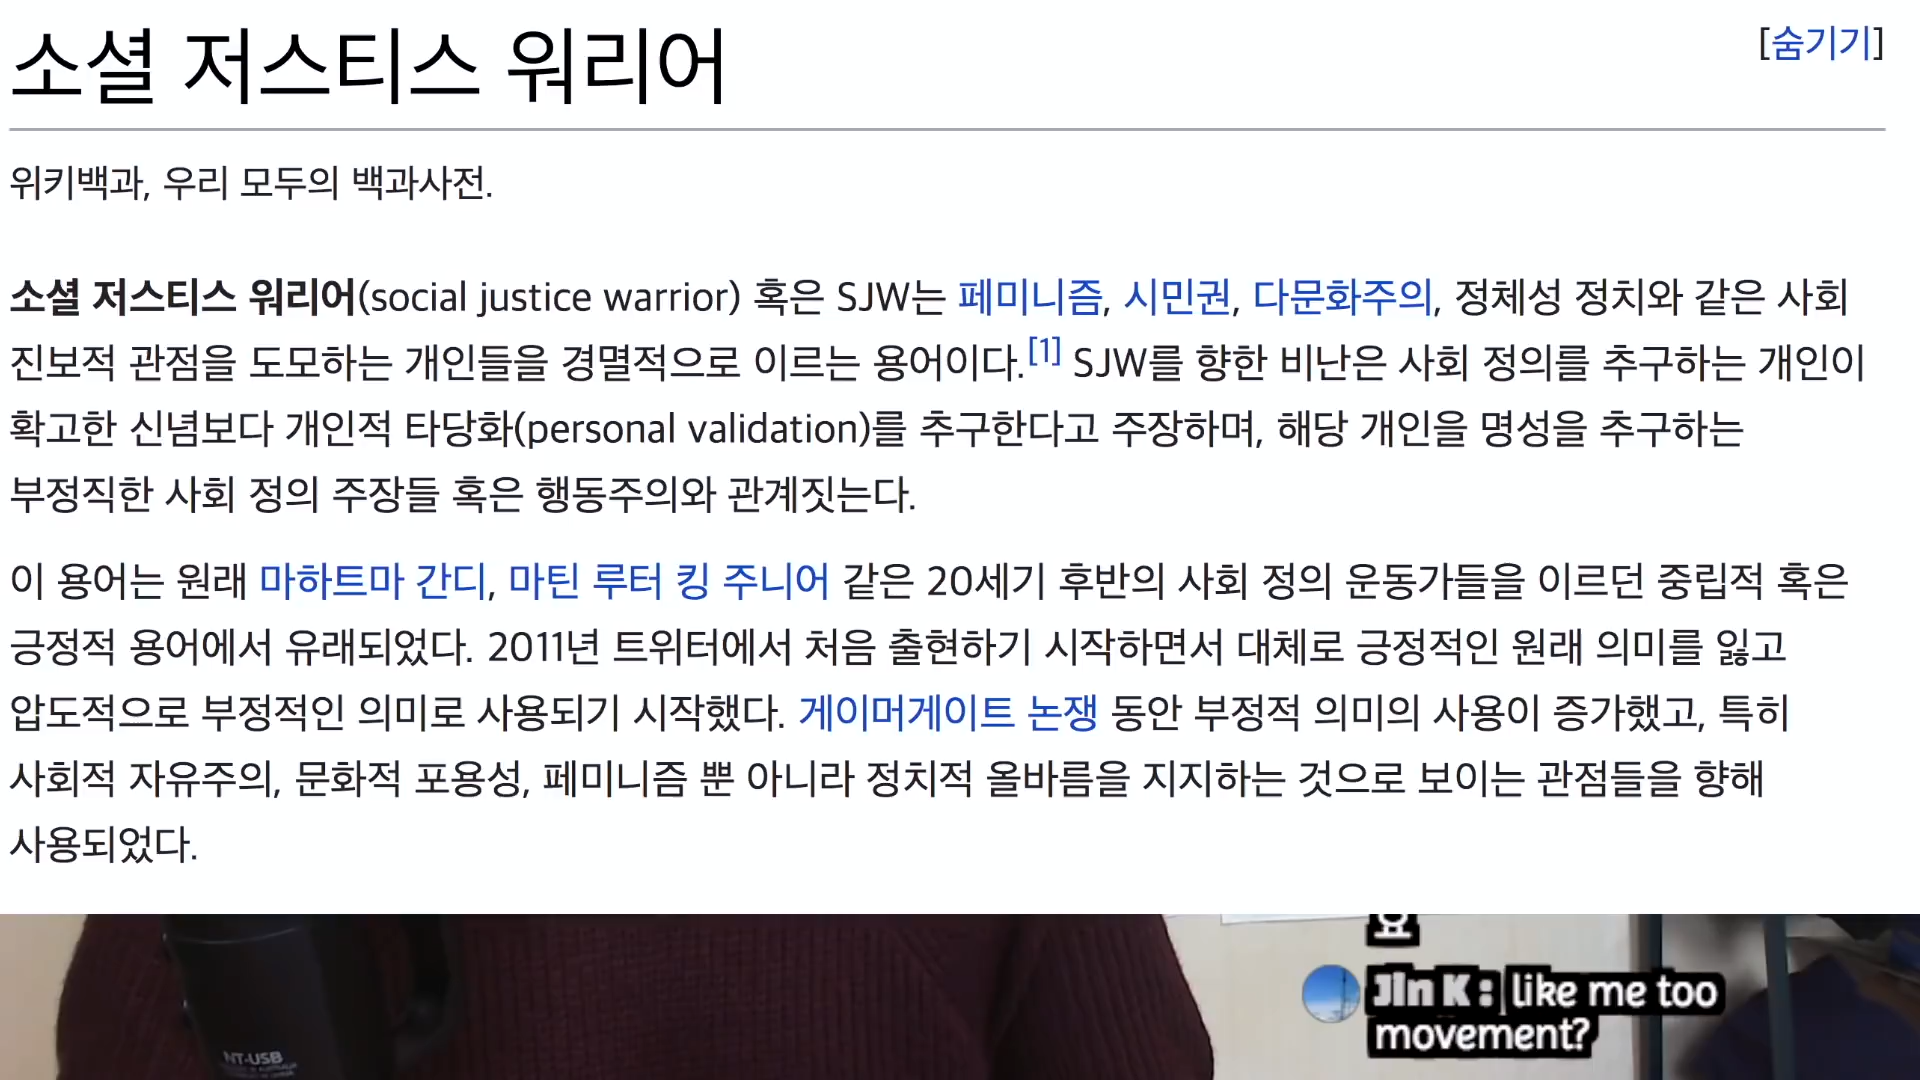 소셜 저스티스 워리어
[숨기기]
위키백과, 우리 모두의 백과사전.
소셜 저스티스 워리어(social justice warrior) 혹은 SJW는 페미니즘, 시민권, 다문화주의, 정체성 정치와 같은 사회
진보적 관점을 도모하는 개인들을 경멸적으로 이르는 용어이다.[1] SJW를 향한 비난은 사회 정의를 추구하는 개인이
확고한 신념보다 개인적 타당화(personal validation)를 추구한다고 주장하며, 해당 개인을 명성을 추구하는
부정직한 사회 정의 주장들 혹은 행동주의와 관계짓는다.
이 용어는 원래 마하트마 간디, 마틴 루터 킹 주니어 같은 20세기 후반의 사회 정의 운동가들을 이르던 중립적 혹은
긍정적 용어에서 유래되었다. 2011년 트위터에서 처음 출현하기 시작하면서 대체로 긍정적인 원래 의미를 잃고
압도적으로 부정적인 의미로 사용되기 시작했다. 게이머게이트 논쟁 동안 부정적 의미의 사용이 증가했고, 특히
사회적 자유주의, 문화적 포용성, 페미니즘 뿐 아니라 정치적 올바름을 지지하는 것으로 보이는 관점들을 향해
사용되었다.
요
Jin K : like me too
movement?
NT-USB